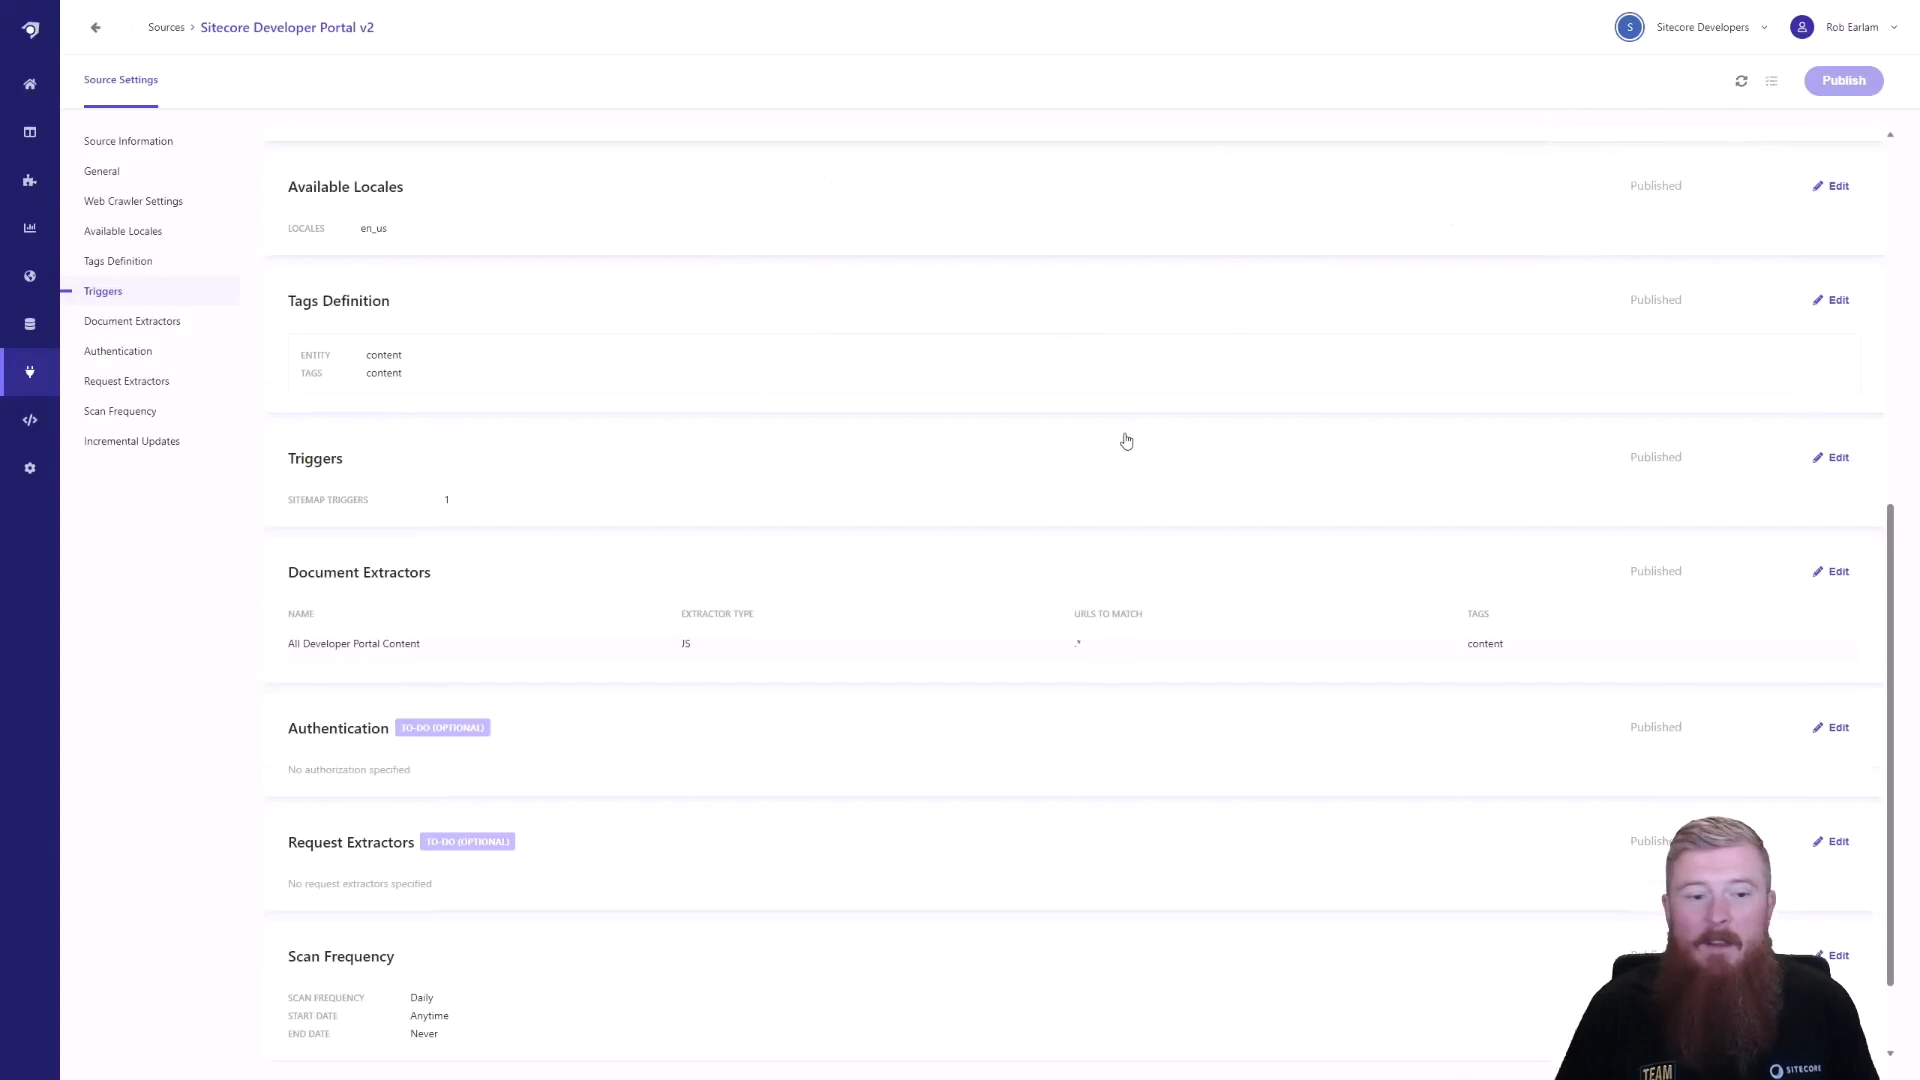 Sources › Sitecore Developer Portal v2
S Sitecore Developers Rob Earlam
Source Settings
Publish
Source Information
General
Web Crawler Settings
Available Locales
Tags Definition
Triggers
Document Extractors
Authentication
Request Extractors
Scan Frequency
Incremental Updates
Available Locales Published Edit
LOCALES en_us
Tags Definition Published Edit
ENTITY content
TAGS content
Triggers Published Edit
SITEMAP TRIGGERS 1
Document Extractors Published Edit
NAME EXTRACTOR TYPE URLS TO MATCH TAGS
All Developer Portal Content JS .* content
Authentication TO-DO (OPTIONAL) Published Edit
No authorization specified
Request Extractors TO-DO (OPTIONAL) Publish Edit
No request extractors specified
Scan Frequency Edit
SCAN FREQUENCY Daily
START DATE Anytime
END DATE Never
TEAM SITECORE